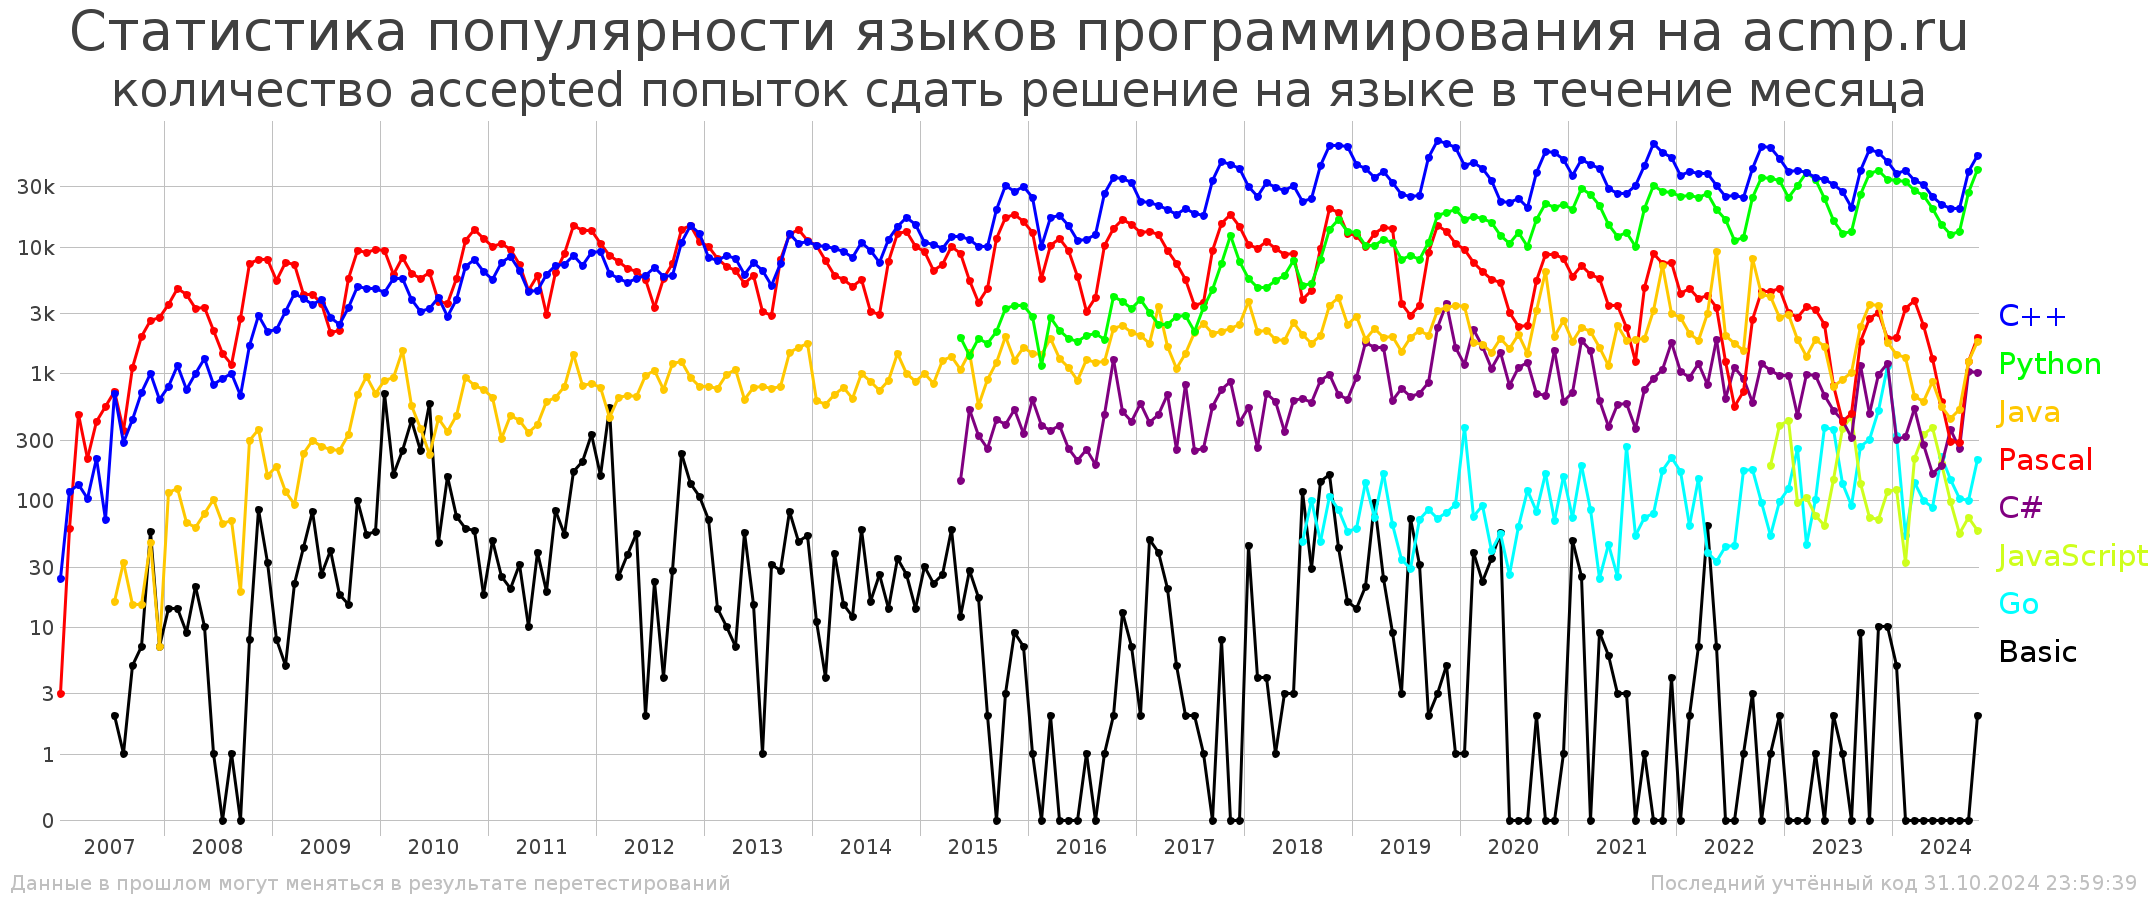 Статистика популярности языков программирования на acmp.ru
количество accepted попыток сдать решение на языке в течение месяца
30k
10k
3k
1k
300
100
30
10
3
1
0
2007 2008 2009 2010 2011 2012 2013 2014 2015 2016 2017 2018 2019 2020 2021 2022 2023 2024
C++
Python
Java
Pascal
C#
JavaScript
Go
Basic
Данные в прошлом могут меняться в результате перетестирований
Последний учтённый код 31.10.2024 23:59:39